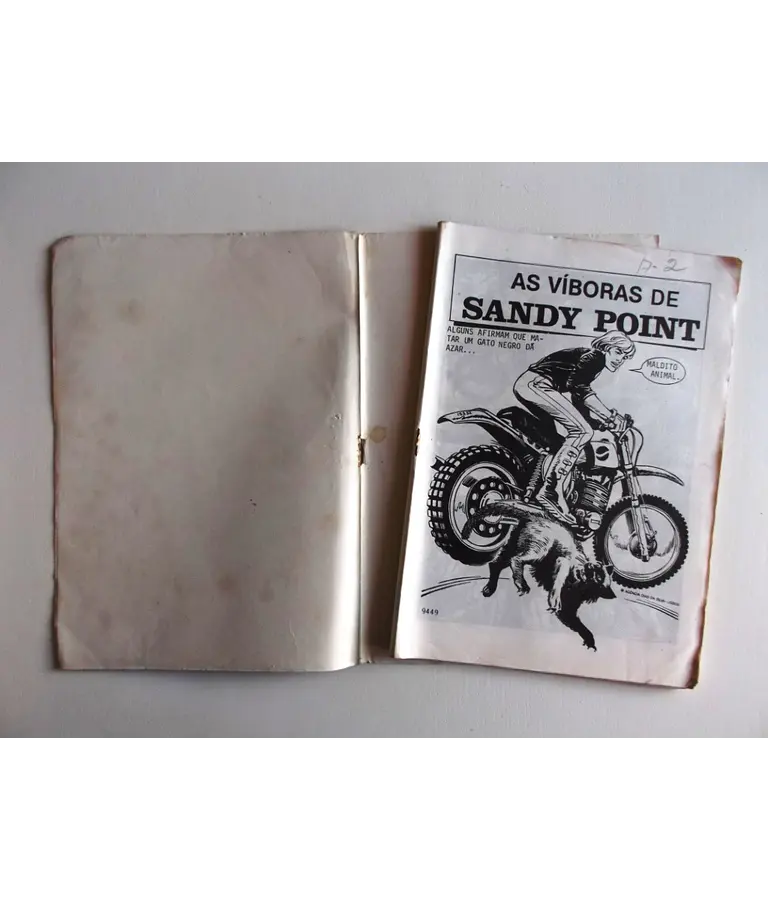 A-2
AS VÍBORAS DE
SANDY POINT
ALGUNS AFIRMAM QUE MA-
TAR UM GATO NEGRO DÁ
AZAR...
MALDITO
ANIMAL.
9449